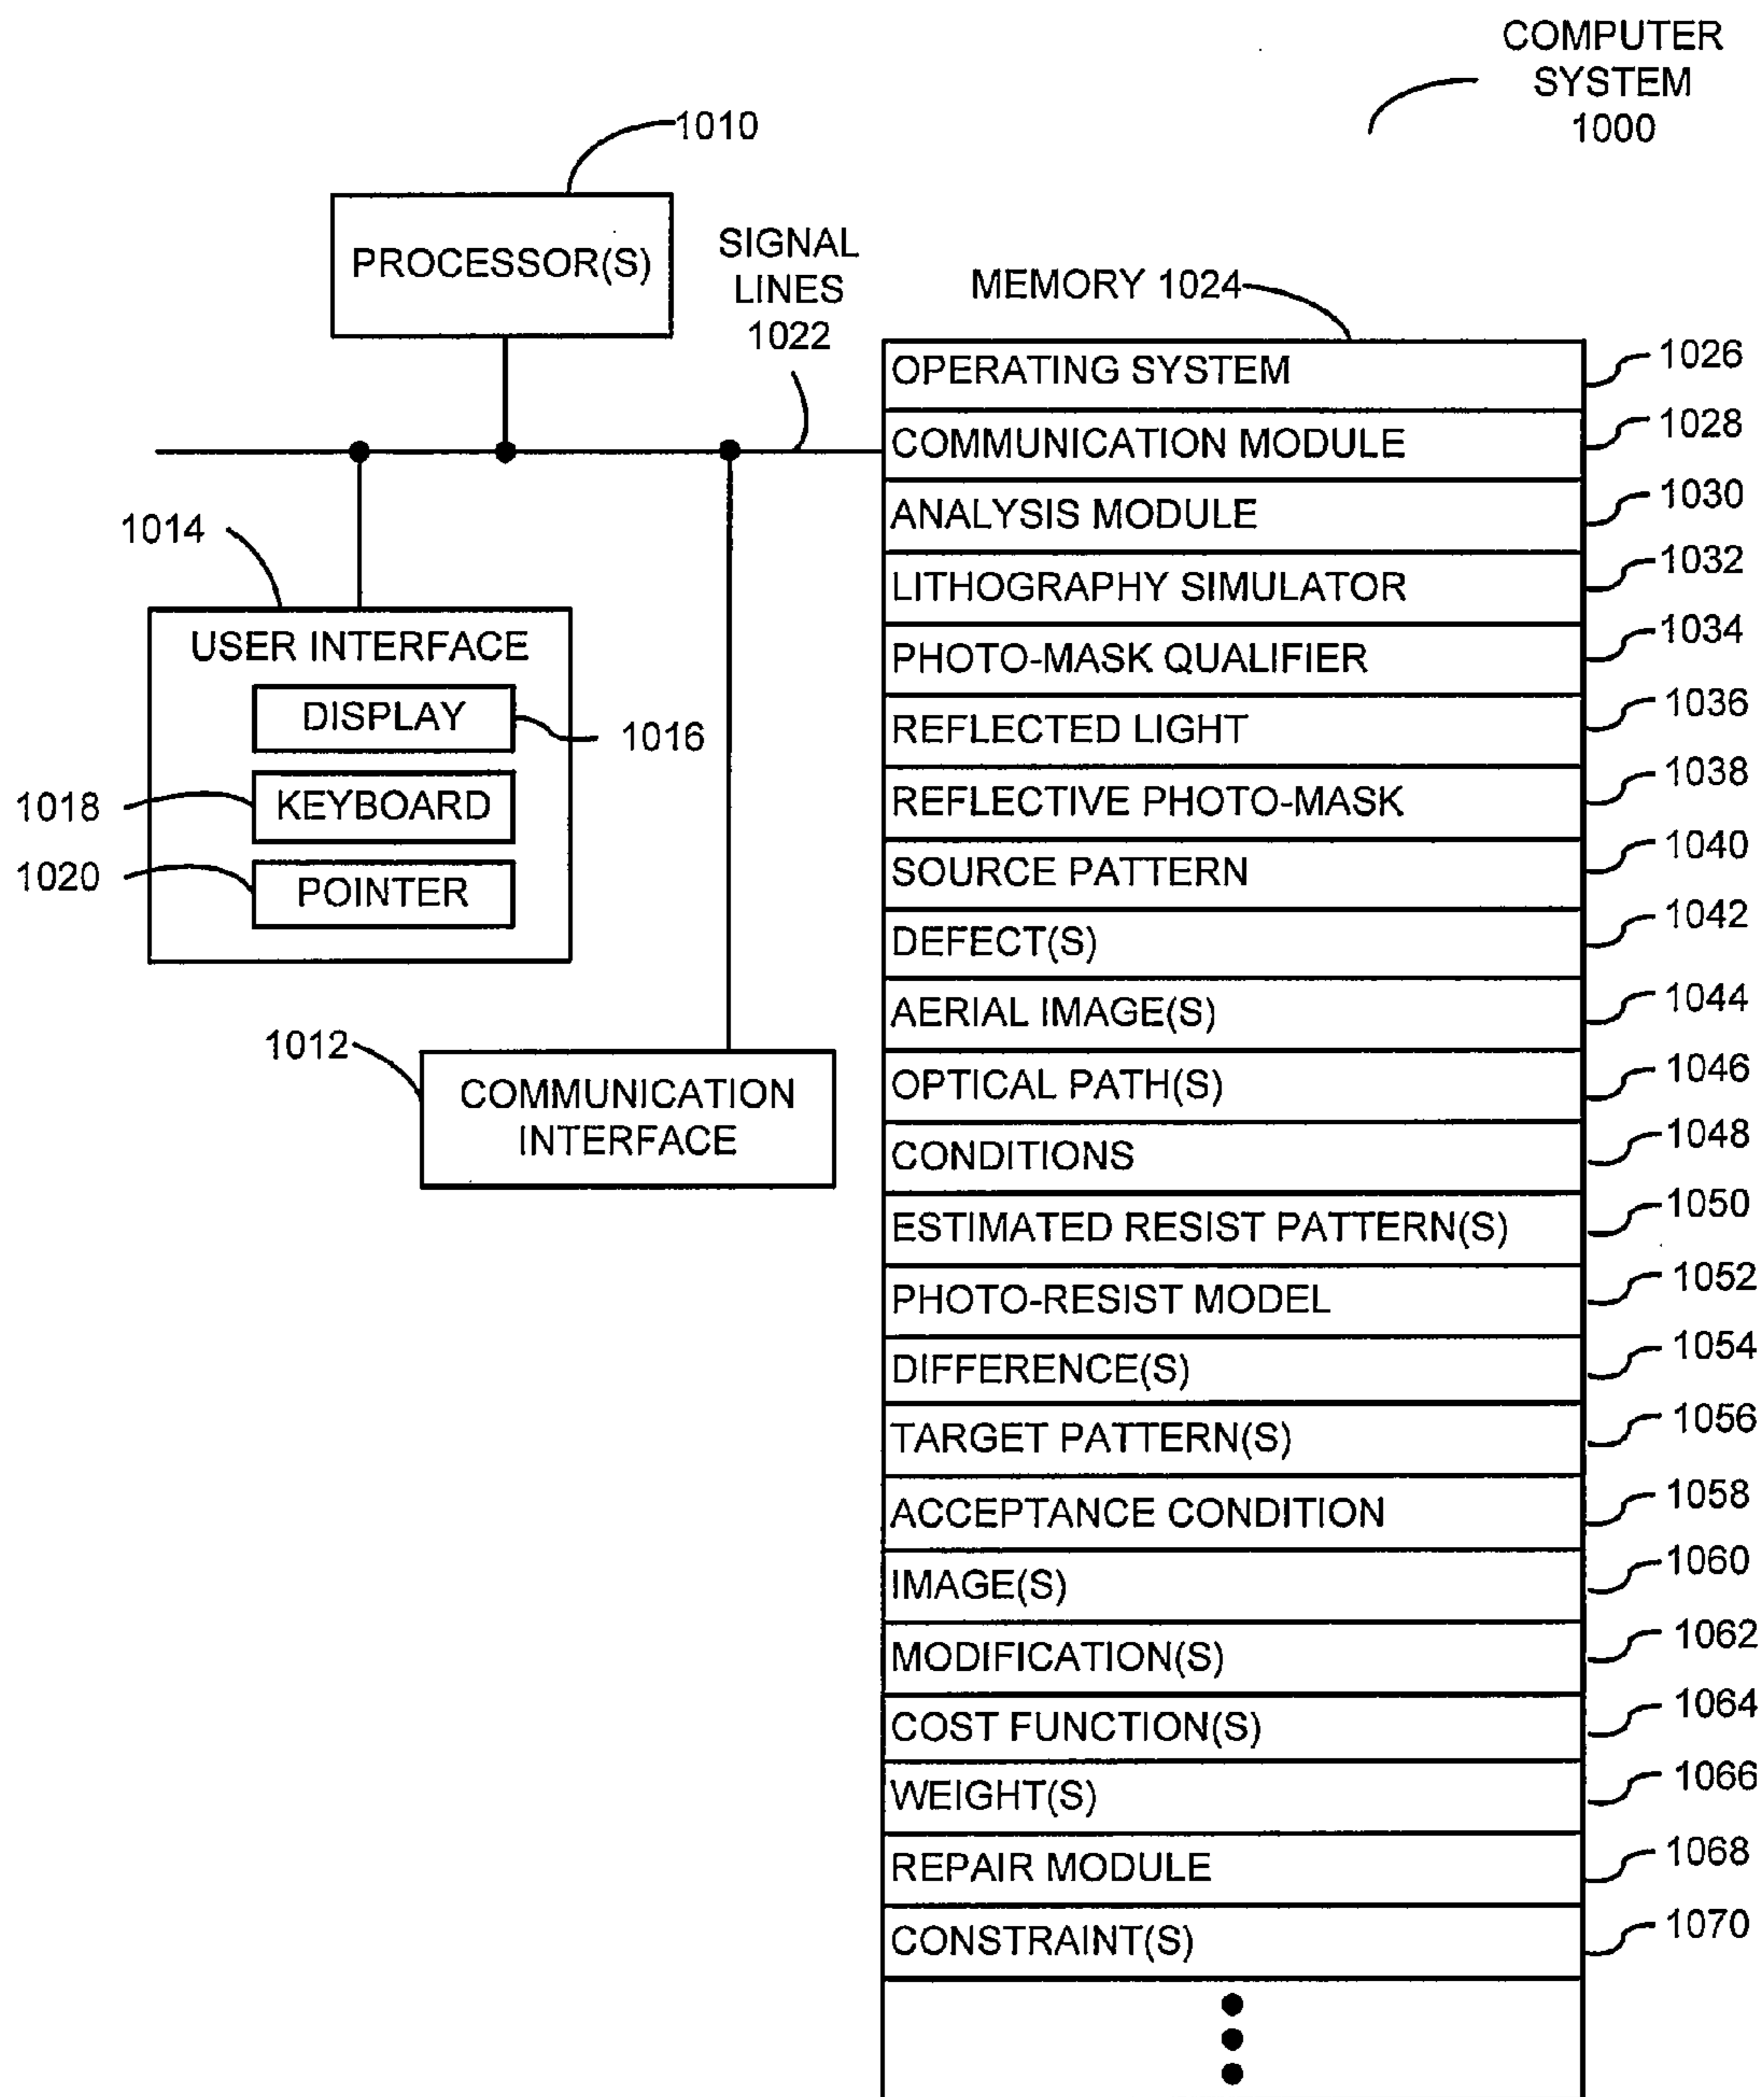 COMPUTER
SYSTEM
1000
1010
PROCESSOR(S)
SIGNAL
LINES
1022
MEMORY 1024
OPERATING SYSTEM 1026
COMMUNICATION MODULE 1028
ANALYSIS MODULE 1030
LITHOGRAPHY SIMULATOR 1032
PHOTO-MASK QUALIFIER 1034
REFLECTED LIGHT 1036
REFLECTIVE PHOTO-MASK 1038
SOURCE PATTERN 1040
DEFECT(S) 1042
AERIAL IMAGE(S) 1044
OPTICAL PATH(S) 1046
CONDITIONS 1048
ESTIMATED RESIST PATTERN(S) 1050
PHOTO-RESIST MODEL 1052
DIFFERENCE(S) 1054
TARGET PATTERN(S) 1056
ACCEPTANCE CONDITION 1058
IMAGE(S) 1060
MODIFICATION(S) 1062
COST FUNCTION(S) 1064
WEIGHT(S) 1066
REPAIR MODULE 1068
CONSTRAINT(S) 1070
1014
USER INTERFACE
DISPLAY 1016
1018 KEYBOARD
1020 POINTER
1012
COMMUNICATION
INTERFACE